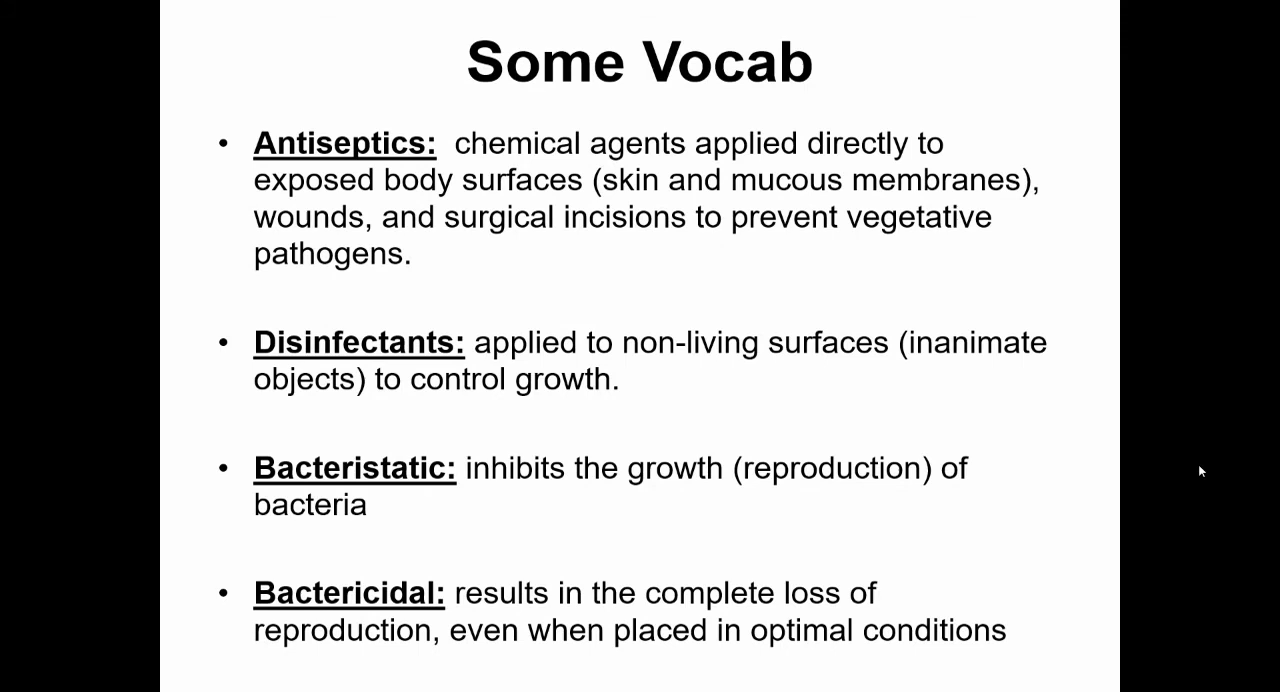 Some Vocab
• Antiseptics: chemical agents applied directly to
exposed body surfaces (skin and mucous membranes),
wounds, and surgical incisions to prevent vegetative
pathogens.
• Disinfectants: applied to non-living surfaces (inanimate
objects) to control growth.
• Bacteristatic: inhibits the growth (reproduction) of
bacteria
• Bactericidal: results in the complete loss of
reproduction, even when placed in optimal conditions